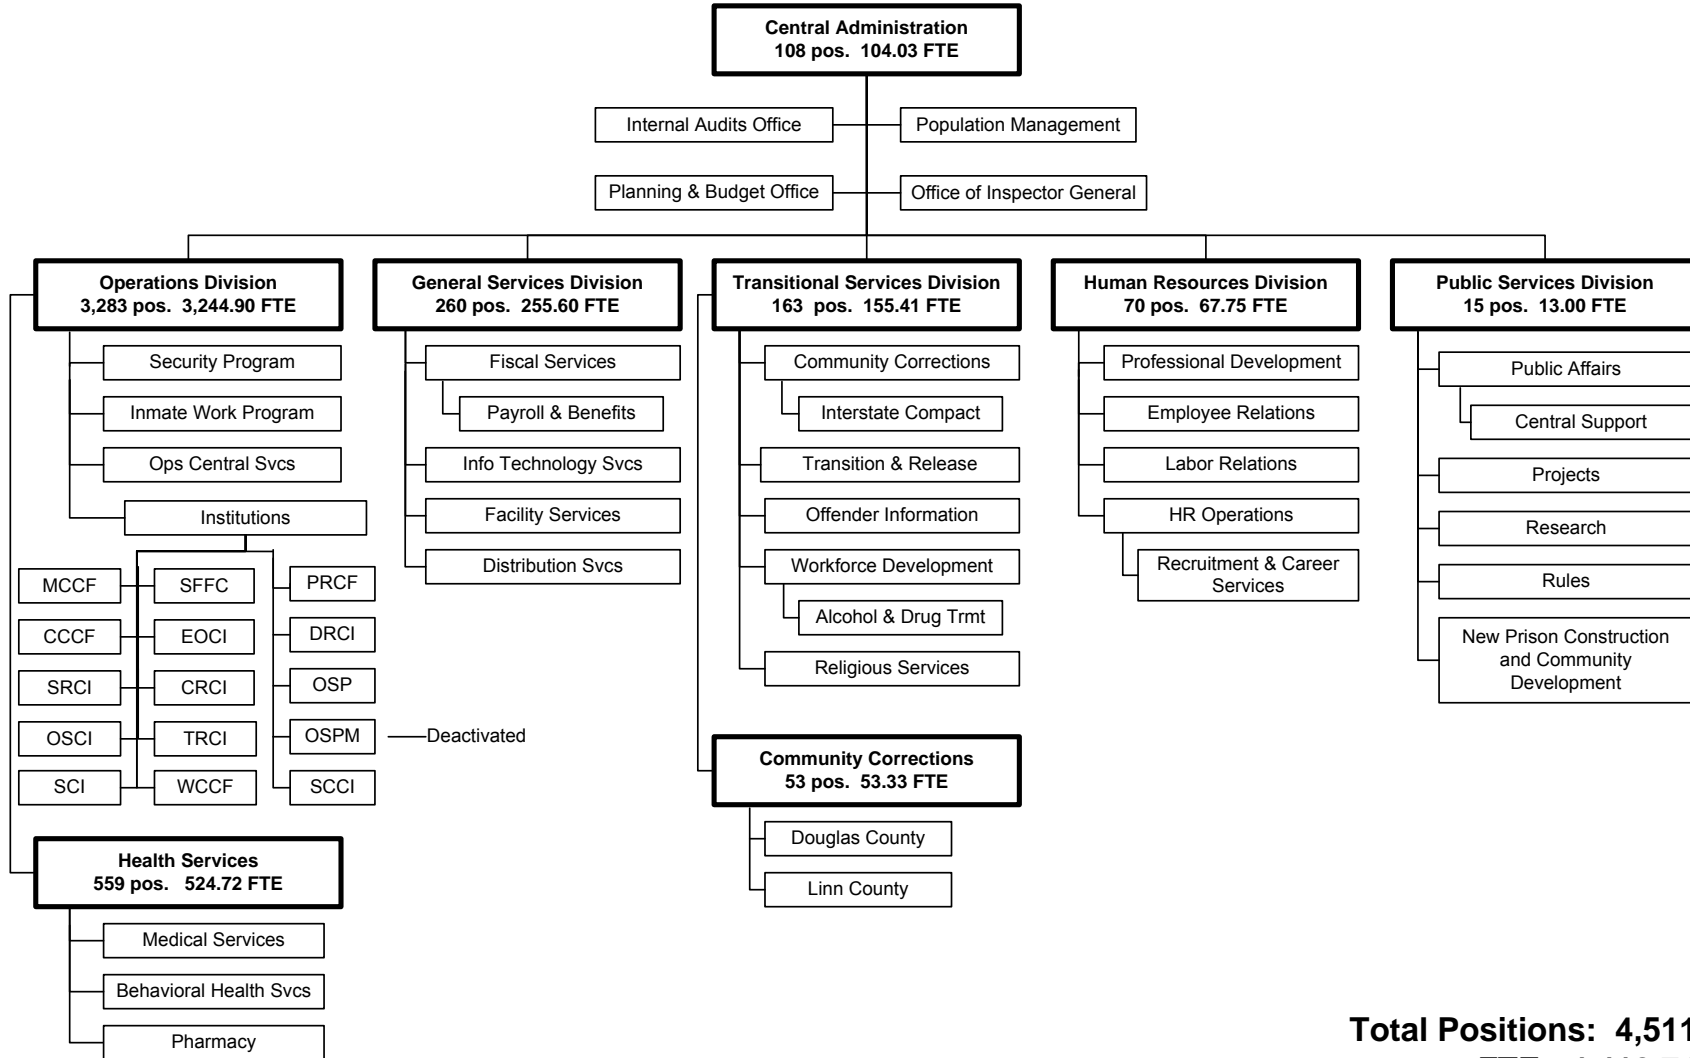 Central Administration
108 pos.  104.03 FTE
Internal Audits Office
Population Management
Planning & Budget Office
Office of Inspector General
Operations Division
3,283 pos.  3,244.90 FTE
Security Program
Inmate Work Program
Ops Central Svcs
Institutions
MCCF
SFFC
PRCF
CCCF
EOCI
DRCI
SRCI
CRCI
OSP
OSCI
TRCI
OSPM
Deactivated
SCI
WCCF
SCCI
Health Services
559 pos.   524.72 FTE
Medical Services
Behavioral Health Svcs
Pharmacy
General Services Division
260 pos.  255.60 FTE
Fiscal Services
Payroll & Benefits
Info Technology Svcs
Facility Services
Distribution Svcs
Transitional Services Division
163  pos.  155.41 FTE
Community Corrections
Interstate Compact
Transition & Release
Offender Information
Workforce Development
Alcohol & Drug Trmt
Religious Services
Community Corrections
53 pos.  53.33 FTE
Douglas County
Linn County
Human Resources Division
70 pos.  67.75 FTE
Professional Development
Employee Relations
Labor Relations
HR Operations
Recruitment & Career
Services
Public Services Division
15 pos.  13.00 FTE
Public Affairs
Central Support
Projects
Research
Rules
New Prison Construction
and Community
Development
Total Positions:  4,511